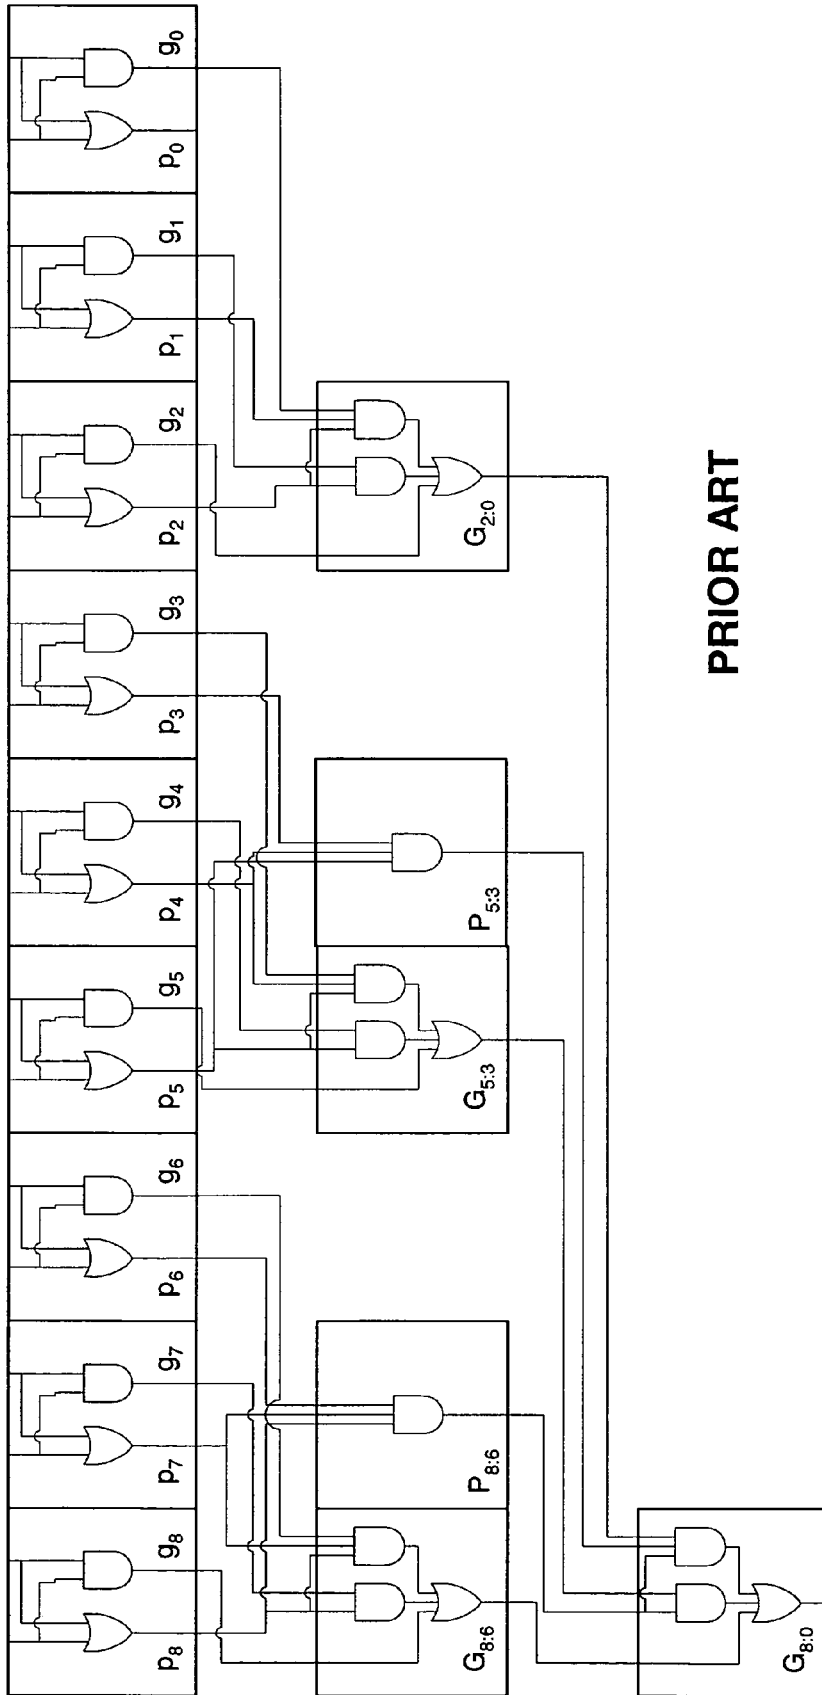 g₀
p₀
g₁
p₁
g₂
p₂
g₃
p₃
g₄
p₄
g₅
p₅
g₆
p₆
g₇
p₇
g₈
p₈
G₂:₀
P₅:₃
G₅:₃
P₈:₆
G₈:₆
G₈:₀
PRIOR ART